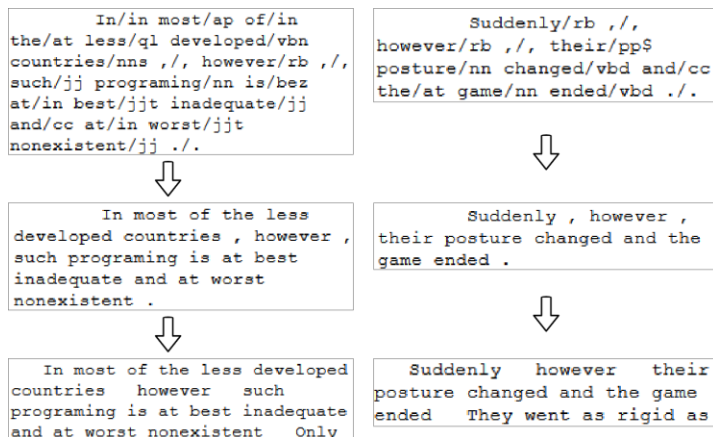 In/in most/ap of/in
the/at less/ql developed/vbn
countries/nns ,/, however/rb ,/,
such/jj programing/nn is/bez
at/in best/jjt inadequate/jj
and/cc at/in worst/jjt
nonexistent/jj ./.
In most of the less
developed countries , however ,
such programing is at best
inadequate and at worst
nonexistent .
In most of the less developed
countries however such
programing is at best inadequate
and at worst nonexistent Only
Suddenly/rb ,/,
however/rb ,/, their/pp$
posture/nn changed/vbd and/cc
the/at game/nn ended/vbd ./.
Suddenly , however ,
their posture changed and the
game ended .
Suddenly however their
posture changed and the game
ended They went as rigid as